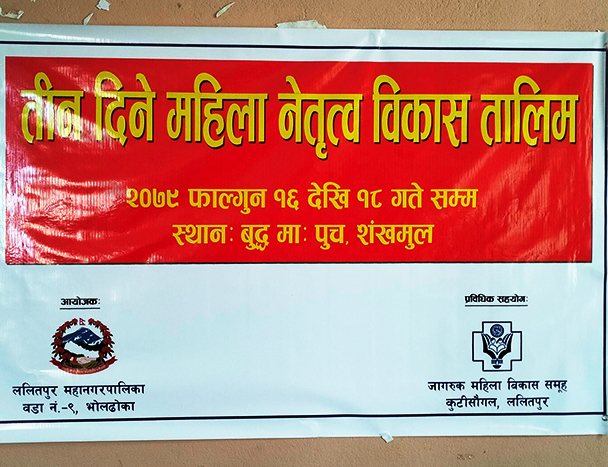 तीन दिने महिला नेतृत्व विकास तालिम
२०७९ फाल्गुन १६ देखि १८ गते सम्म
स्थान: बुद्ध मा: पुच, शंखमुल
आयोजक:
ललितपुर महानगरपालिका
वडा नं.-९, भोलढोका
प्रविधिक सहयोग:
जागरुक महिला विकास समूह
कुटीसौगल, ललितपुर